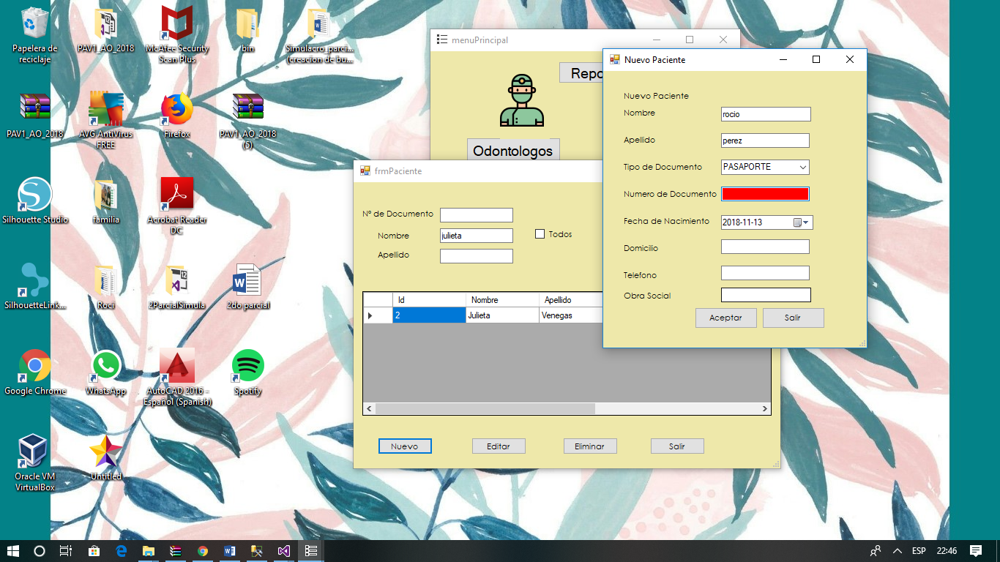 Papelera de
reciclaje
PAV1_AO_2018
McAfee Security
Scan Plus
bin
Simulacro_parci...
(creacion de bu...
PAV1_AO_2018
AVG AntiVirus
FREE
Firefox
PAV1_AO_2018
(5)
Silhouette Studio
familia
Acrobat Reader
DC
SilhouetteLink...
Roci
2ParcialSimula
2do parcial
Google Chrome
WhatsApp
AutoCAD 2016 -
Español (Spanish)
Spotify
Oracle VM
VirtualBox
Untitled
menuPrincipal
Repo
Odontologos
frmPaciente
Nº de Documento
Nombre julieta
Todos
Apellido
Id Nombre Apellido
2 Julieta Venegas
Nuevo Editar Eliminar Salir
Nuevo Paciente
Nuevo Paciente
Nombre rocio
Apellido perez
Tipo de Documento PASAPORTE
Numero de Documento
Fecha de Nacimiento 2018-11-13
Domicilio
Telefono
Obra Social
Aceptar Salir
ESP 22:46